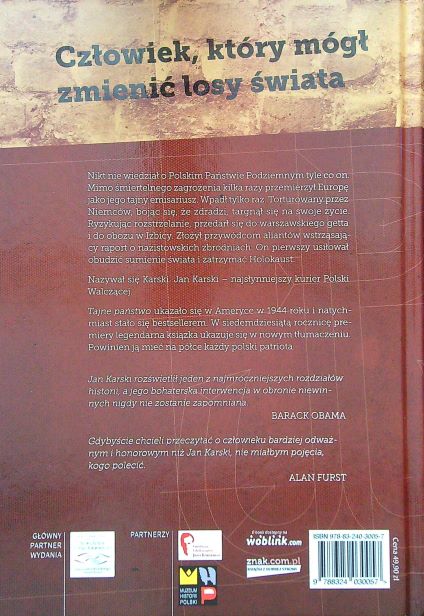 Człowiek, który mógł
zmienić losy świata
Nikt nie wiedział o Polskim Państwie Podziemnym tyle co on.
Mimo śmiertelnego zagrożenia kilka razy przemierzył Europę
jako jego tajny emisariusz. Wpadł tylko raz. Torturowany przez
Niemców, bojąc się, że zdradzi, targnął się na swoje życie.
Ryzykując rozstrzelanie, przedarł się do warszawskiego getta
i do obozu w Izbicy. Złożył przywódcom aliantów wstrząsają-
cy raport o nazistowskich zbrodniach. On pierwszy usiłował
obudzić sumienie świata i zatrzymać Holokaust.
Nazywał się Karski. Jan Karski – najsłynniejszy kurier Polski
Walczącej.
Tajne państwo ukazało się w Ameryce w 1944 roku i natych-
miast stało się bestsellerem. W siedemdziesiątą rocznicę pre-
miery legendarna książka ukazuje się w nowym tłumaczeniu.
Powinien ją mieć na półce każdy polski patriota.
Jan Karski rozświetlił jeden z najmroczniejszych rozdziałów
historii, a jego bohaterska interwencja w obronie niewin-
nych nigdy nie zostanie zapomniana.
BARACK OBAMA
Gdybyście chcieli przeczytać o człowieku bardziej odważ-
nym i honorowym niż Jan Karski, nie miałbym pojęcia,
kogo polecić.
ALAN FURST
GŁÓWNY
PARTNER
WYDANIA
PARTNERZY
MUZEUM
HISTORII
POLSKI
woblink.com
znak.com.pl
ISBN 978-83-240-3005-7
9 788324 030057
Cena 49,90 zł